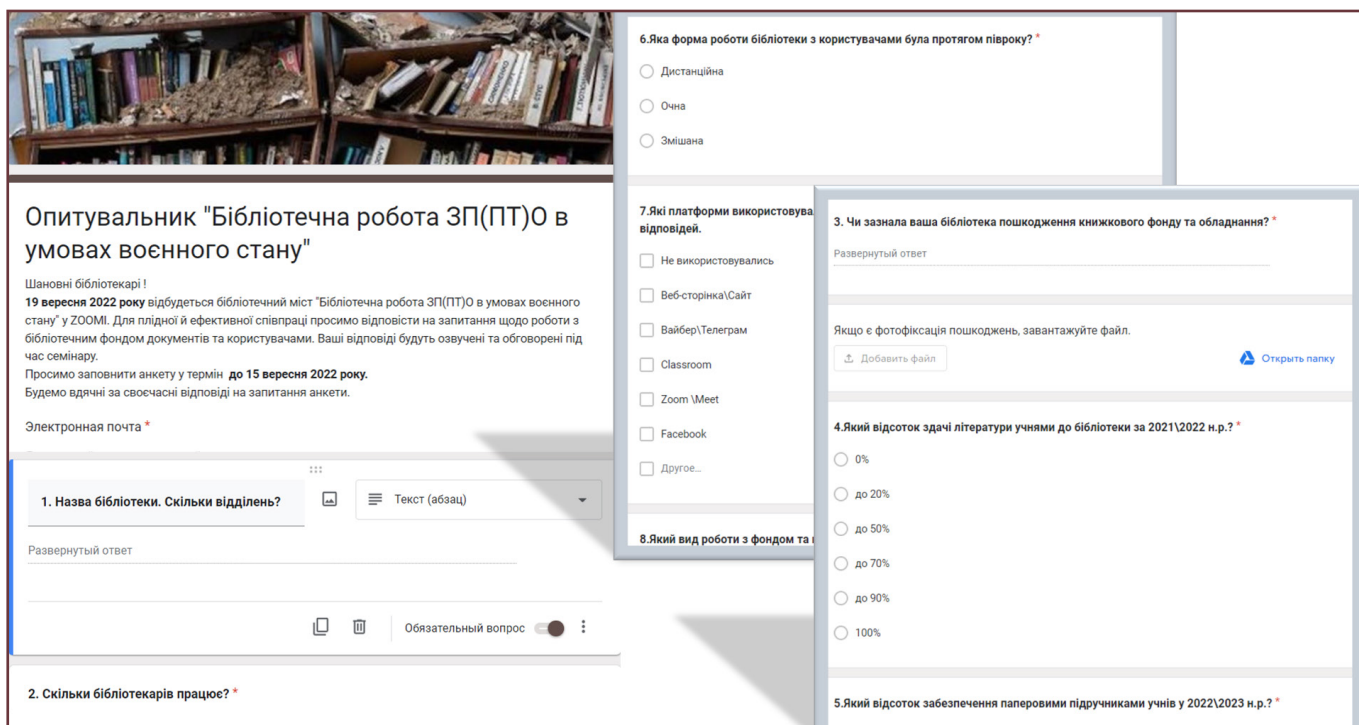 В. СТУС
Опитувальник "Бібліотечна робота ЗП(ПТ)О в
умовах воєнного стану"
Шановні бібліотекарі !
19 вересня 2022 року відбудеться бібліотечний міст "Бібліотечна робота ЗП(ПТ)О в умовах воєнного
стану" у ZOOMI. Для плідної й ефективної співпраці просимо відповісти на запитання щодо роботи з
бібліотечним фондом документів та користувачами. Ваші відповіді будуть озвучені та обговорені під
час семінару.
Просимо заповнити анкету у термін до 15 вересня 2022 року.
Будемо вдячні за своєчасні відповіді на запитання анкети.
Электронная почта *
1. Назва бібліотеки. Скільки відділень?
Текст (абзац)
Развернутый ответ
Обязательный вопрос
2. Скільки бібліотекарів працює? *
6.Яка форма роботи бібліотеки з користувачами була протягом півроку? *
Дистанційна
Очна
Змішана
7.Які платформи використовува
відповідей.
Не використовувались
Веб-сторінка\Сайт
Вайбер\Телеграм
Classroom
Zoom \Meet
Facebook
Другое...
8.Який вид роботи з фондом та
3. Чи зазнала ваша бібліотека пошкодження книжкового фонду та обладнання? *
Развернутый ответ
Якщо є фотофіксація пошкоджень, завантажуйте файл.
Добавить файл
Открыть папку
4.Який відсоток здачі літератури учнями до бібліотеки за 2021\2022 н.р.? *
0%
до 20%
до 50%
до 70%
до 90%
100%
5.Який відсоток забезпечення паперовими підручниками учнів у 2022\2023 н.р.? *